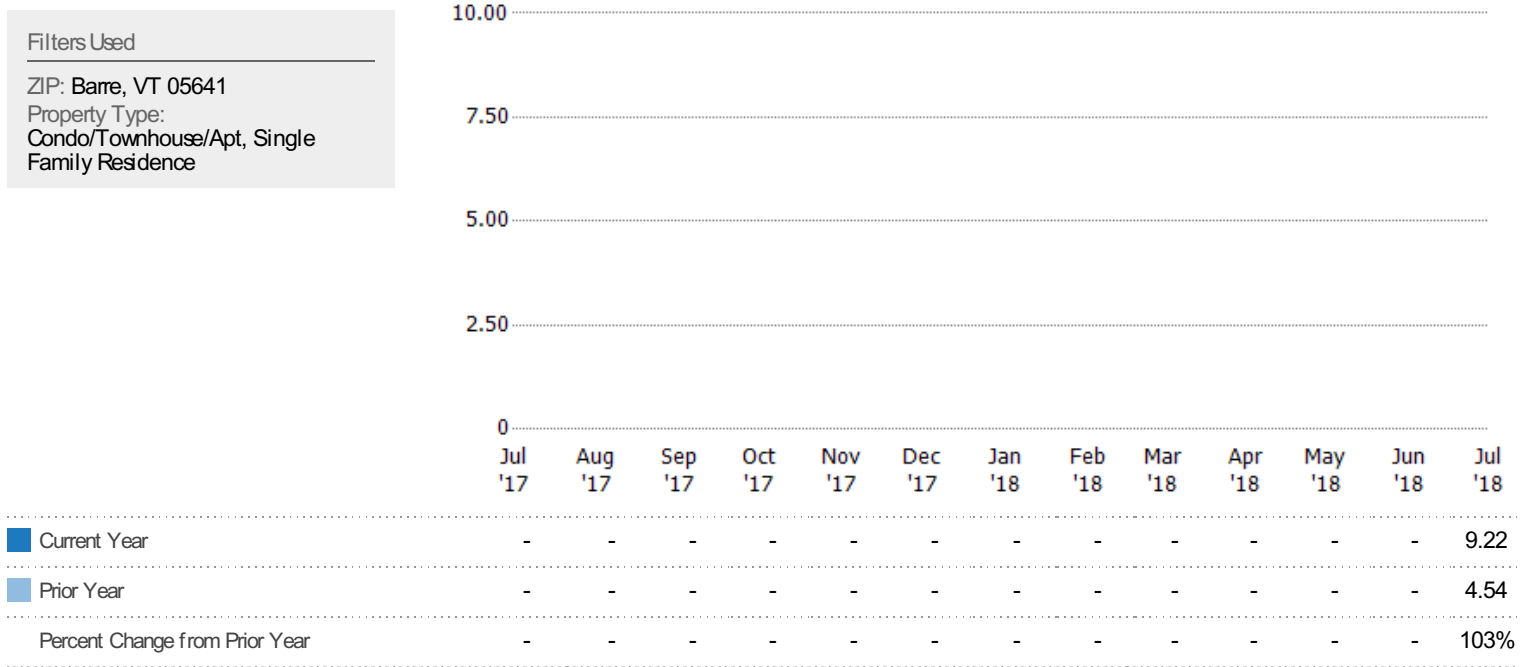 Filters Used
ZIP: Barre, VT 05641
Property Type:
Condo/Townhouse/Apt, Single
Family Residence
10.00
7.50
5.00
2.50
0
Jul Aug Sep Oct Nov Dec Jan Feb Mar Apr May Jun Jul
'17 '17 '17 '17 '17 '17 '18 '18 '18 '18 '18 '18 '18
Current Year - - - - - - - - - - - - 9.22
Prior Year - - - - - - - - - - - - 4.54
Percent Change from Prior Year - - - - - - - - - - - - 103%